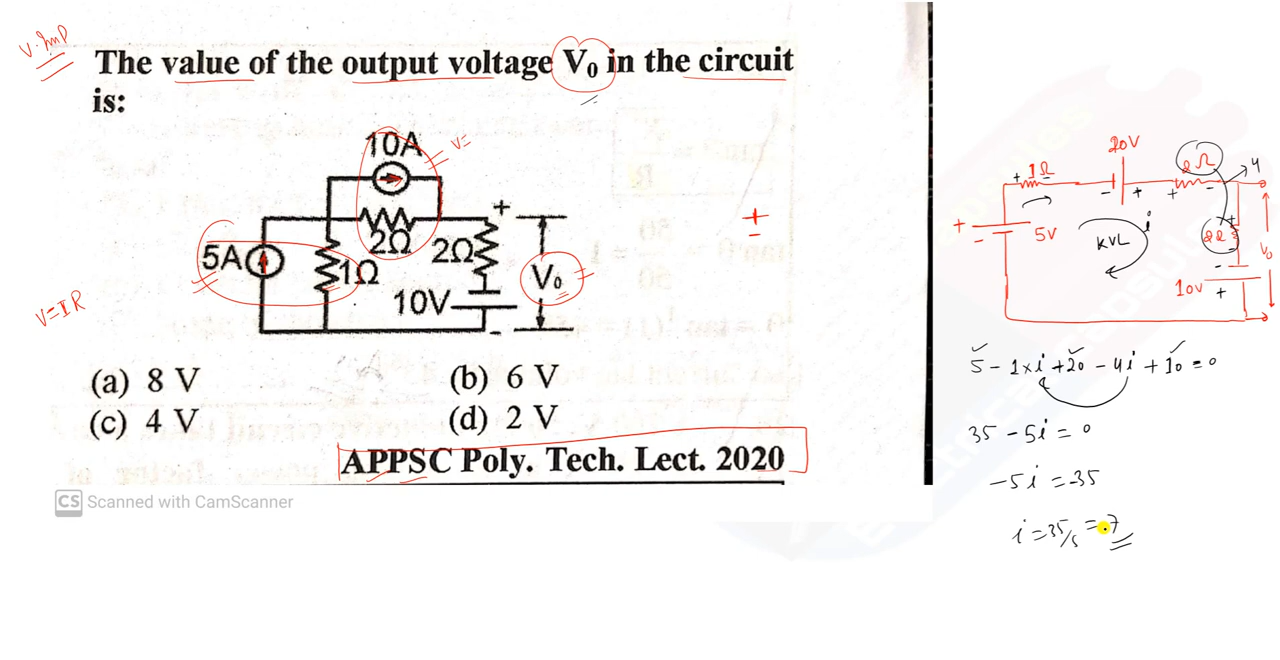 V. Imp
The value of the output voltage V₀ in the circuit
is:
10A
V=
2Ω
5A
1Ω
2Ω
+
V₀
10V
-
V=IR
(a) 8 V
(b) 6 V
(c) 4 V
(d) 2 V
APPSC Poly. Tech. Lect. 2020
CS Scanned with CamScanner
+
-
20V
+ 1Ω
- +
2Ω
+ -
4
+
-
5V
KVL
i
2Ω
+
-
10V
+
V₀
5 - 1×i + 20 - 4i + 10 = 0
35 - 5i = 0
-5i = -35
i = 35/5 = 7